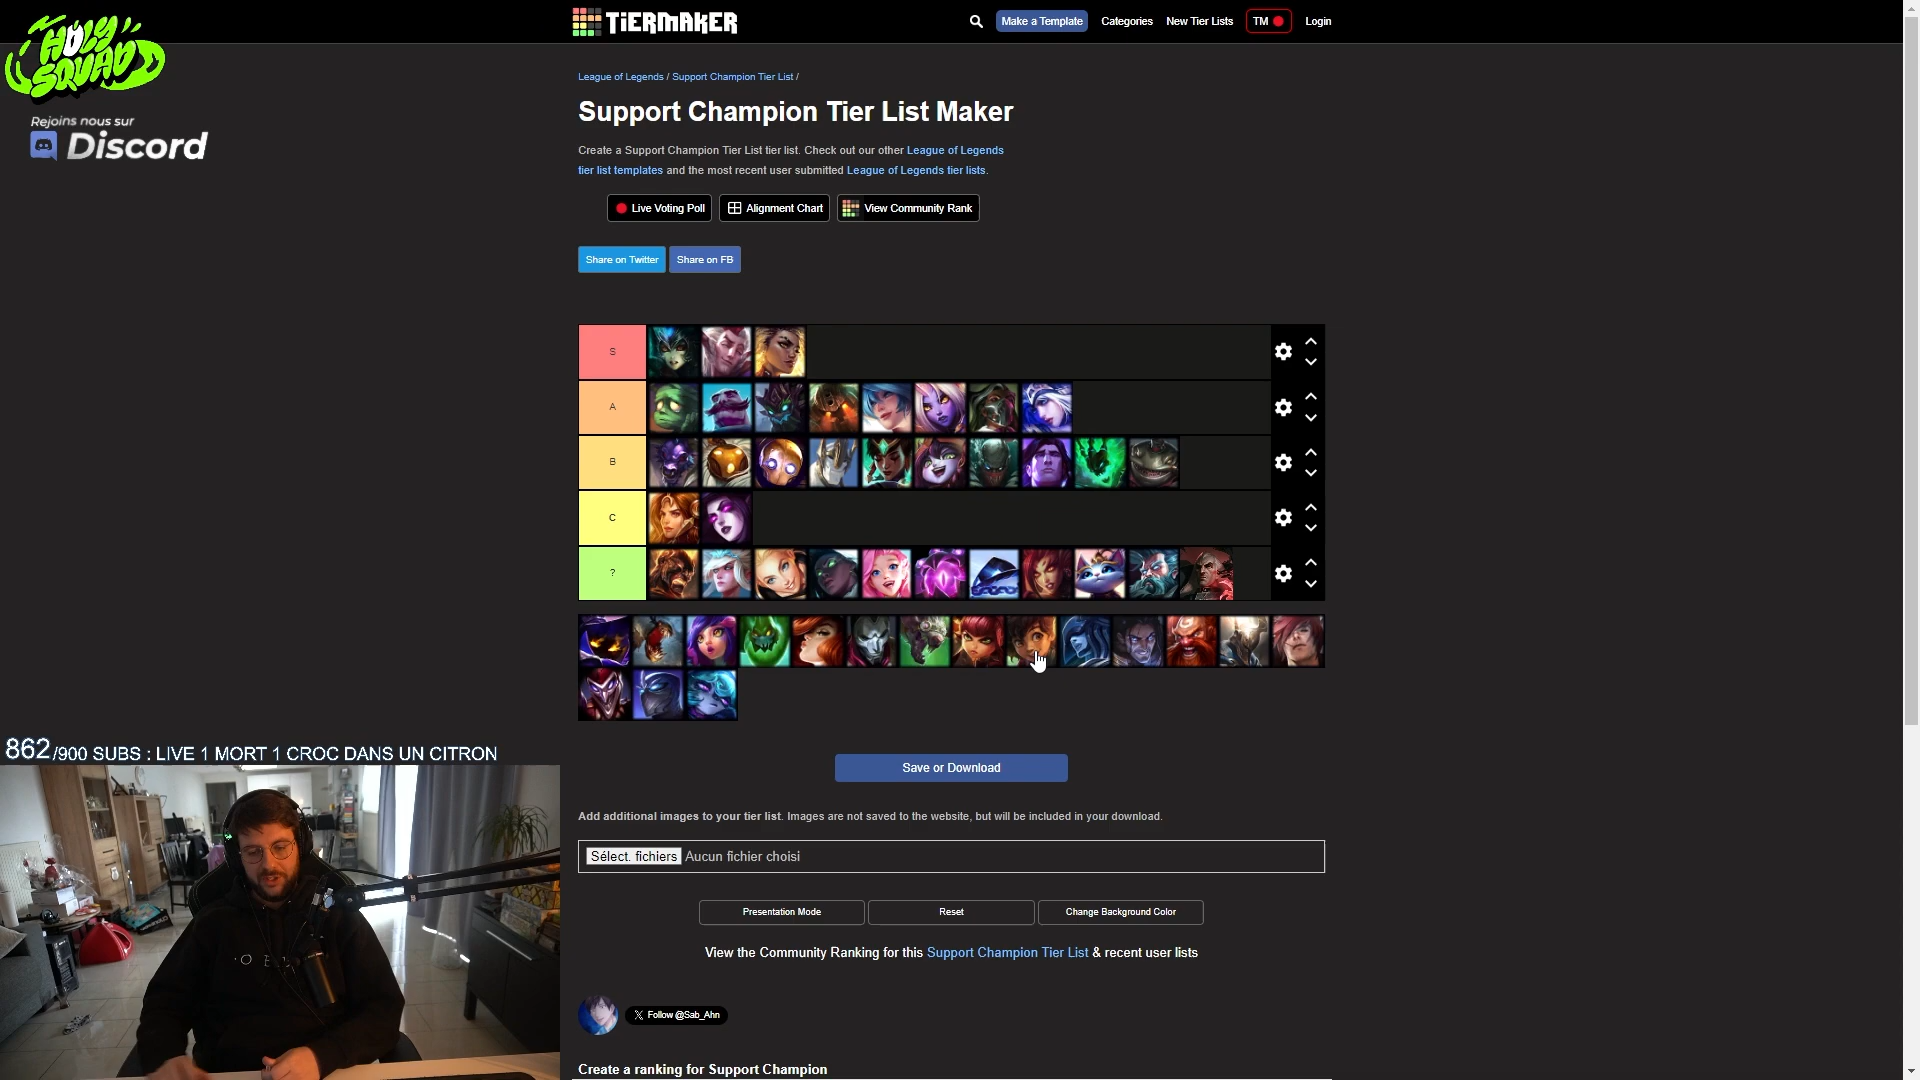 HOLY
SQUAD
TiERMAKER
Make a Template
Categories
New Tier Lists
TM
Login
Rejoins nous sur
Discord
League of Legends / Support Champion Tier List /
Support Champion Tier List Maker
Create a Support Champion Tier List tier list. Check out our other League of Legends
tier list templates and the most recent user submitted League of Legends tier lists.
Live Voting Poll
Alignment Chart
View Community Rank
Share on Twitter
Share on FB
S
A
B
C
?
862/900 SUBS : LIVE 1 MORT 1 CROC DANS UN CITRON
Save or Download
Add additional images to your tier list. Images are not saved to the website, but will be included in your download.
Sélect. fichiers Aucun fichier choisi
Presentation Mode
Reset
Change Background Color
View the Community Ranking for this Support Champion Tier List & recent user lists
Follow @Sab_Ahn
Create a ranking for Support Champion